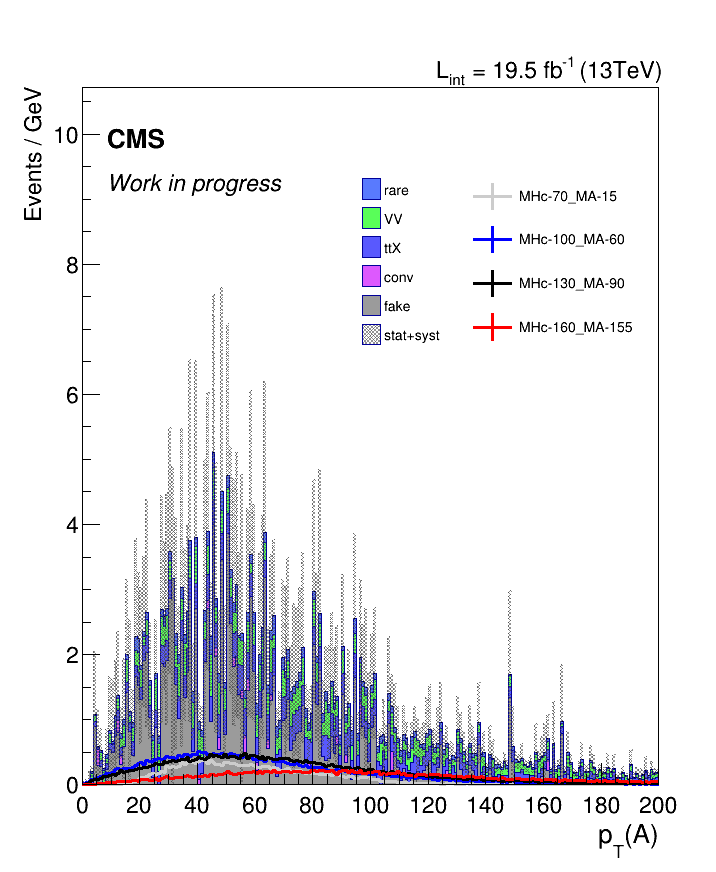 L_int = 19.5 fb^-1 (13TeV)
Events / GeV
10
8
6
4
2
0
CMS
Work in progress
rare
VV
ttX
conv
fake
stat+syst
MHc-70_MA-15
MHc-100_MA-60
MHc-130_MA-90
MHc-160_MA-155
0 20 40 60 80 100 120 140 160 180 200
p_T(A)